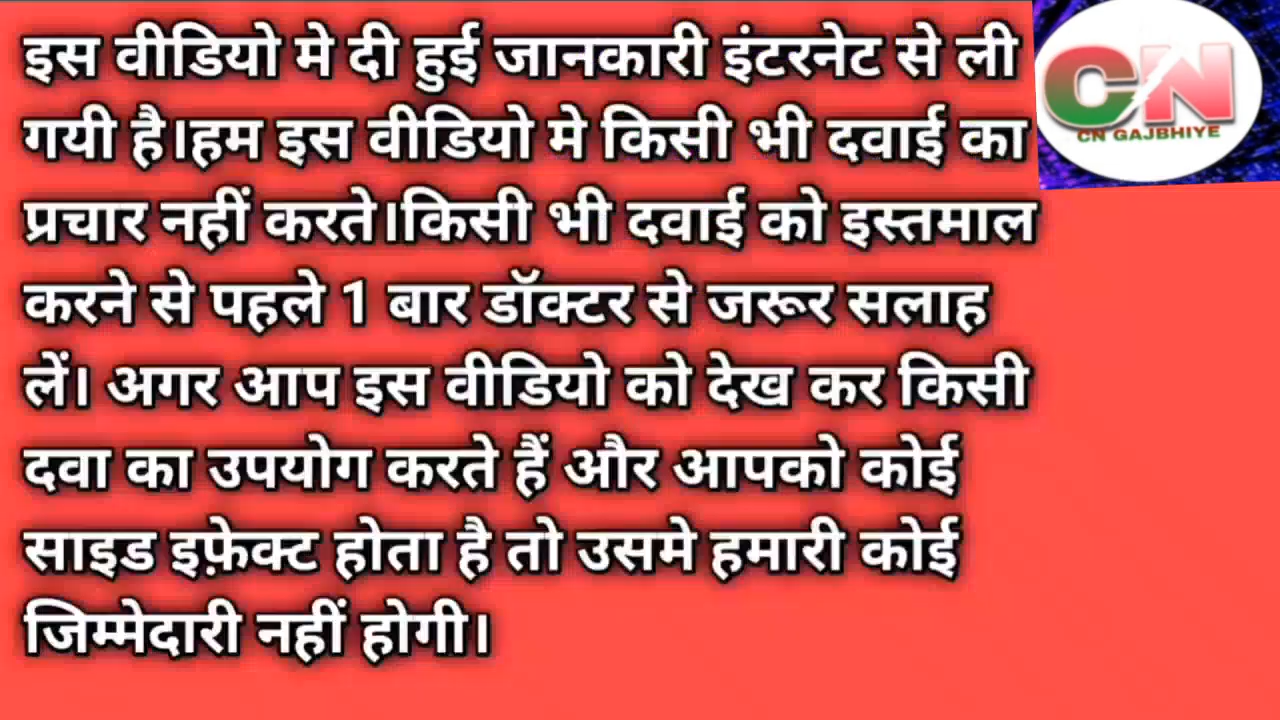 इस वीडियो मे दी हुई जानकारी इंटरनेट से ली
गयी है।हम इस वीडियो मे किसी भी दवाई का
प्रचार नहीं करते।किसी भी दवाई को इस्तमाल
करने से पहले 1 बार डॉक्टर से जरूर सलाह
लें। अगर आप इस वीडियो को देख कर किसी
दवा का उपयोग करते हैं और आपको कोई
साइड इफ़ेक्ट होता है तो उसमे हमारी कोई
जिम्मेदारी नहीं होगी।
CN
CN GAJBHIYE